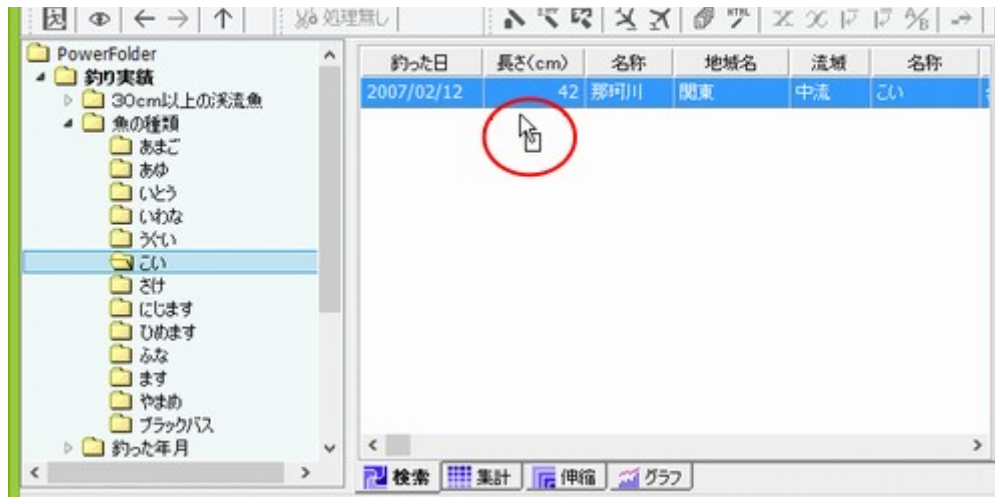 処理無し
PowerFolder
釣り実績
30cm以上の渓流魚
魚の種類
あまご
あゆ
いとう
いわな
うぐい
こい
さけ
にじます
ひめます
ふな
ます
やまめ
ブラックバス
釣った年月
釣った日 長さ(cm) 名称 地域名 流域 名称
2007/02/12 42 那珂川 関東 中流 こい
検索 集計 伸縮 グラフ